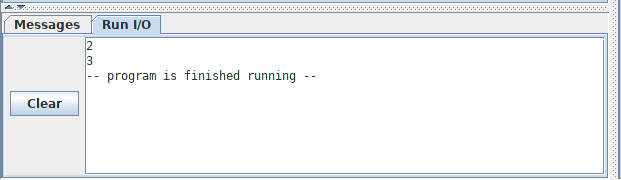 Messages Run I/O
2
3
-- program is finished running --
Clear